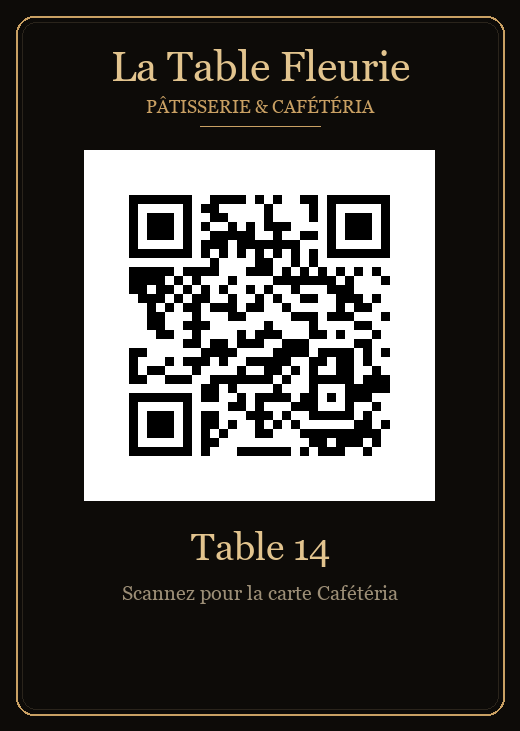 La Table Fleurie
PÂTISSERIE & CAFÉTÉRIA
Table 14
Scannez pour la carte Cafétéria